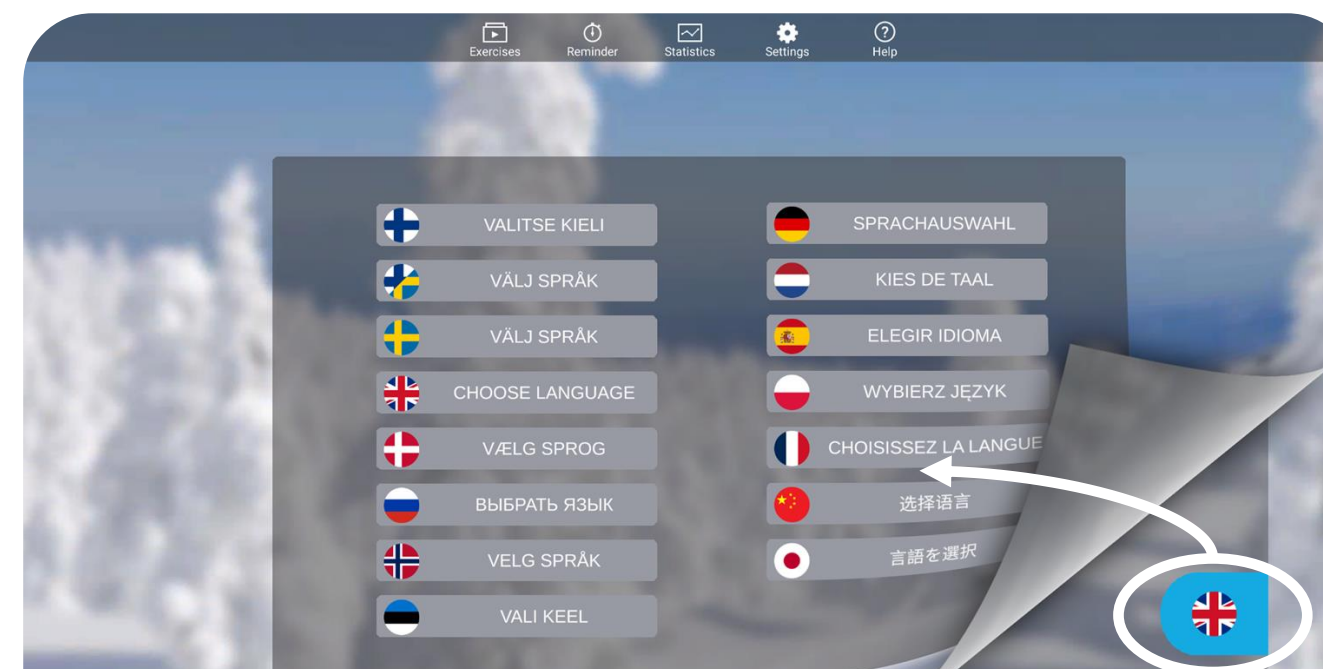 Exercises
Reminder
Statistics
Settings
Help
VALITSE KIELI
VÄLJ SPRÅK
VÄLJ SPRÅK
CHOOSE LANGUAGE
VÆLG SPROG
ВЫБРАТЬ ЯЗЫК
VELG SPRÅK
VALI KEEL
SPRACHAUSWAHL
KIES DE TAAL
ELEGIR IDIOMA
WYBIERZ JĘZYK
CHOISISSEZ LA LANGUE
选择语言
言語を選択